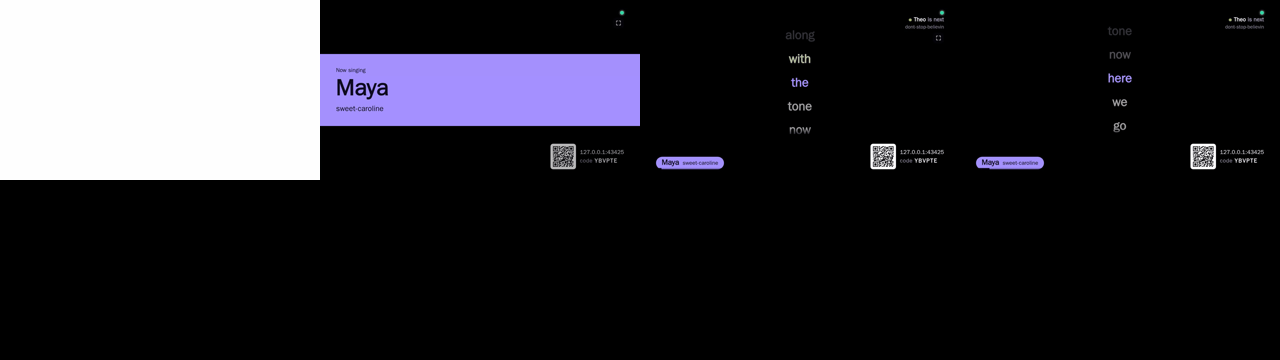 Now singing
Maya
sweet-caroline
127.0.0.1:43425
code YBVPTE
Theo is next
dont-stop-believin
along
with
the
tone
now
127.0.0.1:43425
code YBVPTE
Maya sweet-caroline
Theo is next
dont-stop-believin
tone
now
here
we
go
127.0.0.1:43425
code YBVPTE
Maya sweet-caroline